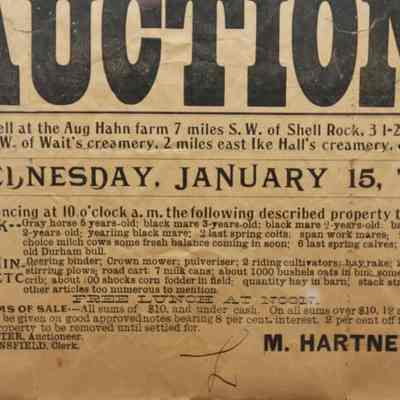 AUCTION
ell at the Aug Hahn farm 7 miles S. W. of Shell Rock, 3 1-2
W. of Wait's creamery, 2 miles east Ike Hall's creamery,
EDNESDAY, JANUARY 15, '
ncing at 10 o'clock a. m. the following described property t
K--Gray horse 8 years-old; black mare 3-years-old; black mare 2-years-old;
2-years-old; yearling black mare; 2 last spring colts; span work mares;
choice milch cows some fresh balance coming in soon; 6 last spring calves;
old Durham bull.
IN Deering binder; Crown mower; pulverizer; 2 riding cultivators; hay rake;
stirring plows; road cart. 7 milk cans; about 1000 bushels oats in bin, some
ETC crib; about 100 shocks corn fodder in field; quantity hay in barn; stack st
other articles too numerous to mention.
FREE LUNCH AT NOON.
MS OF SALE—All sums of $10, and under cash. On all sums over $10, 12
be given on good approved notes bearing 8 per cent. interest. 2 per cent off f
operty to be removed until settled for.
TER, Auctioneer.
NSFIELD, Clerk.
M. HARTNE